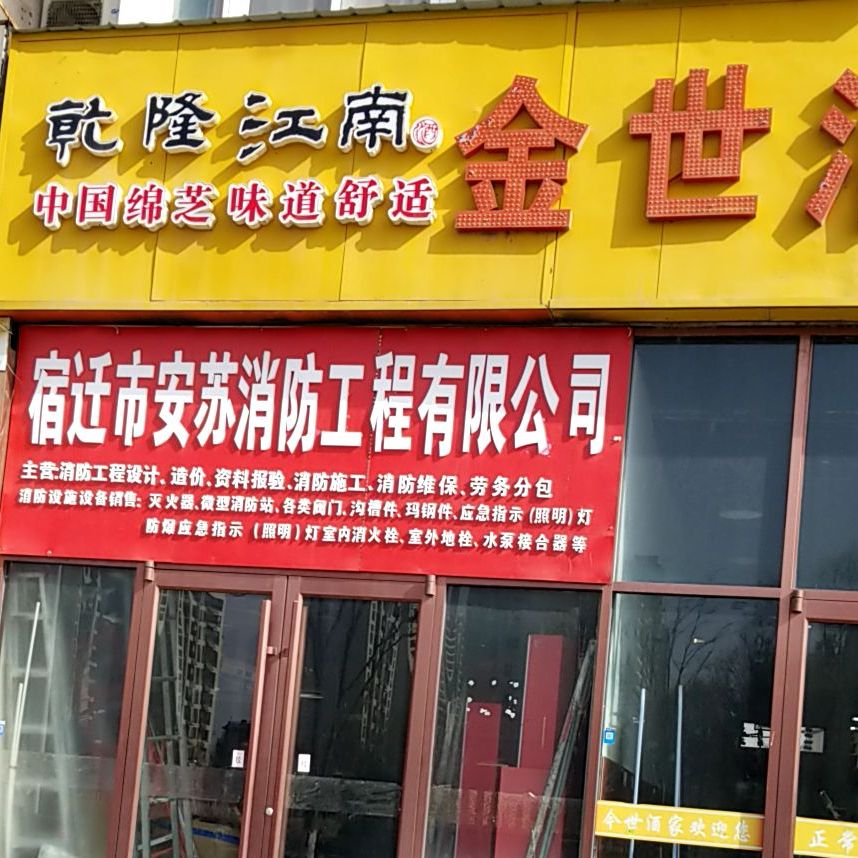 乾隆江南
中国绵芝味道舒适
金世
宿迁市安苏消防工程有限公司
主营:消防工程设计、造价、资料报验、消防施工、消防维保、劳务分包
消防设施设备销售: 灭火器、微型消防站、各类阀门、沟槽件、玛钢件、应急指示(照明)灯
防爆应急指示(照明)灯室内消火栓、室外地栓、水泵接合器等
今世酒家欢迎您
正常